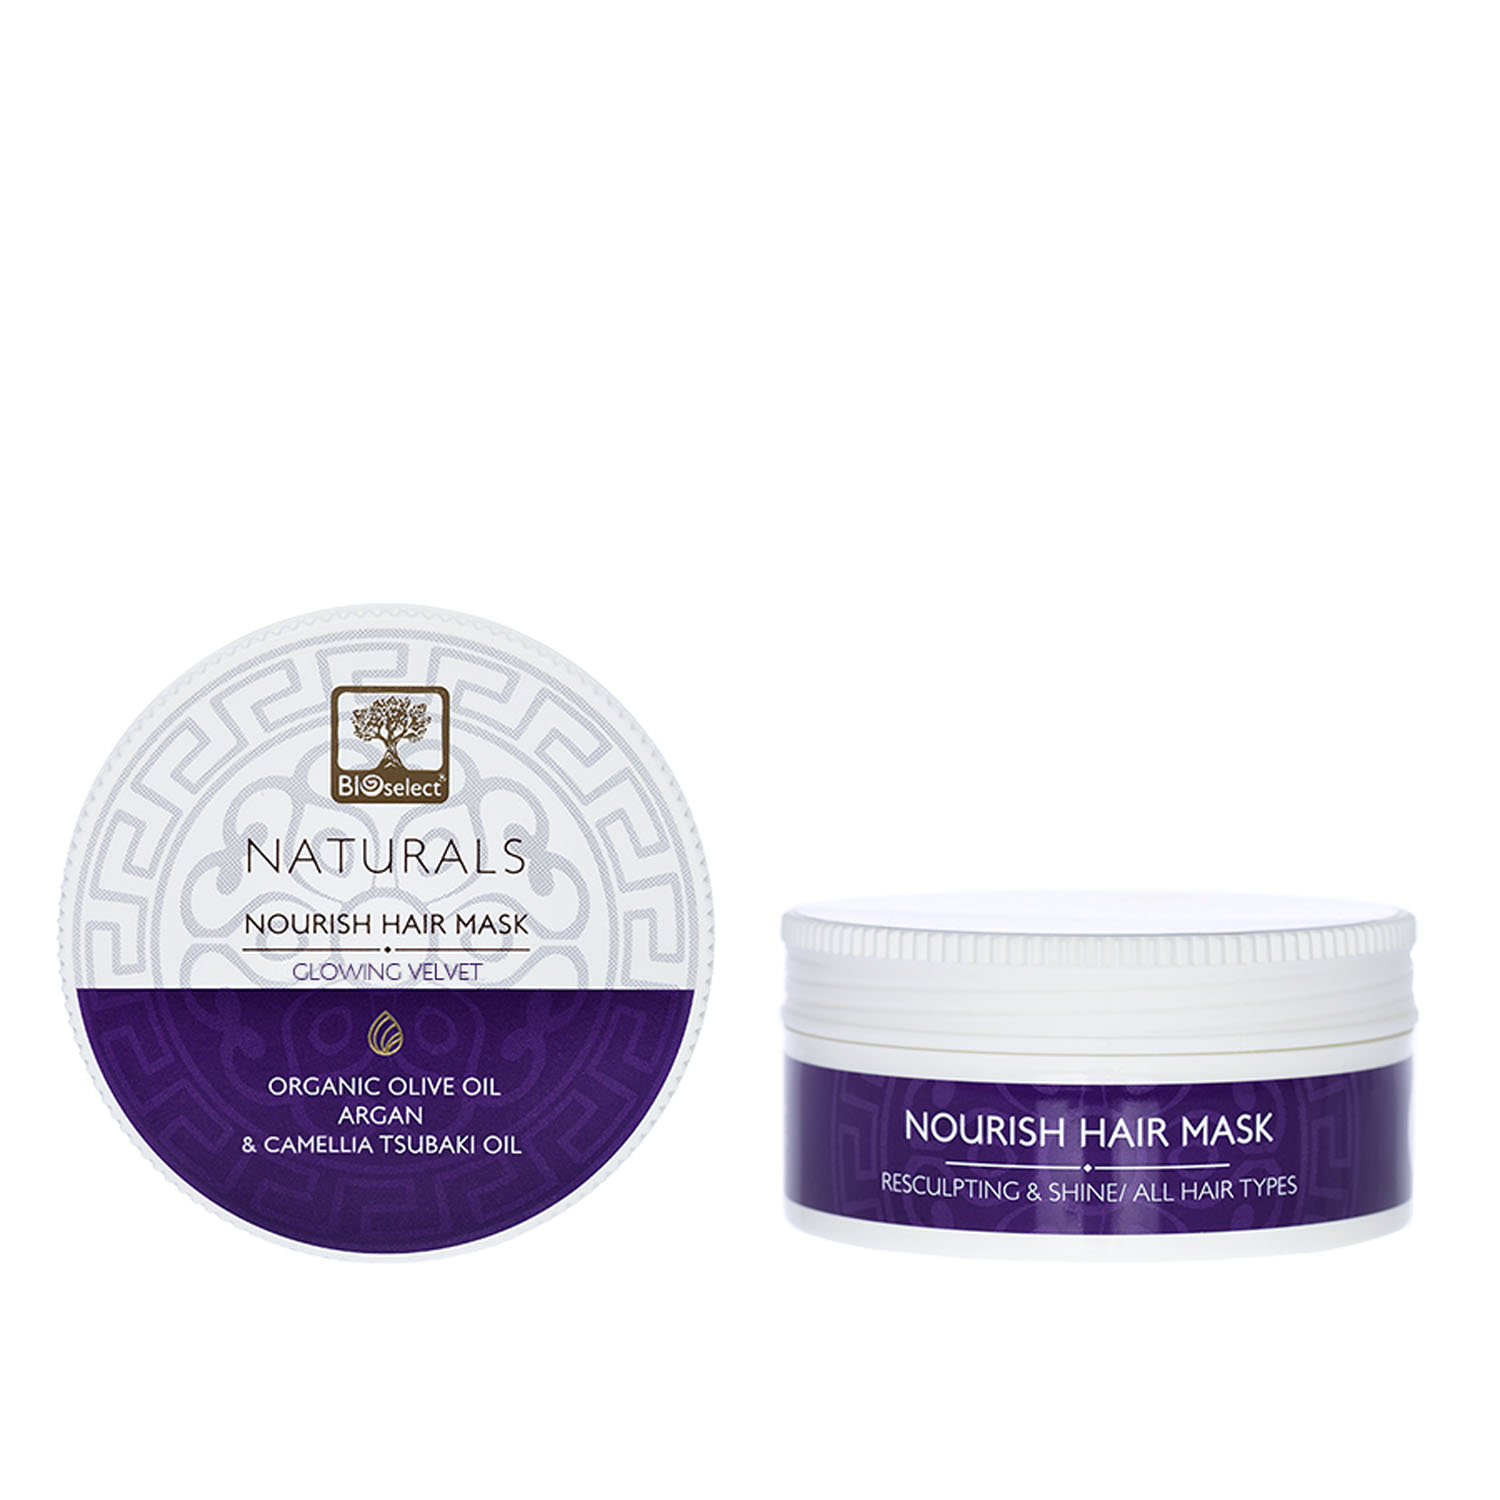 BIOselect
NATURALS
NOURISH HAIR MASK
GLOWING VELVET
ORGANIC OLIVE OIL
ARGAN
& CAMELLIA TSUBAKI OIL
NOURISH HAIR MASK
RESCULPTING & SHINE/ ALL HAIR TYPES